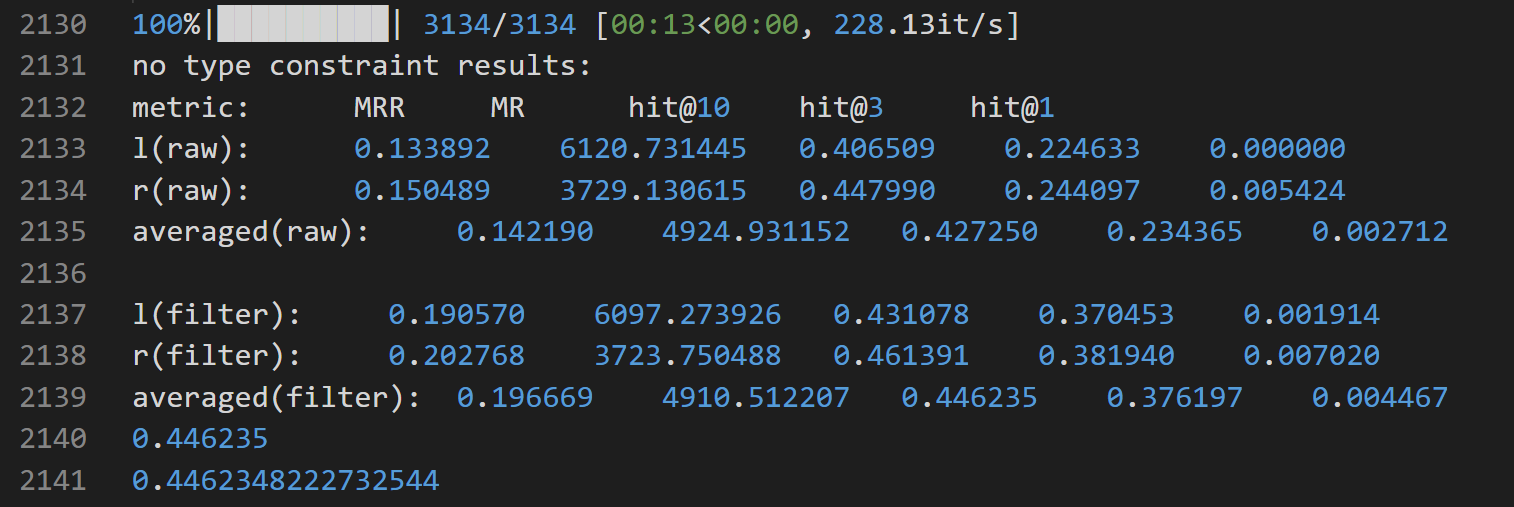 2130 100%|██████████| 3134/3134 [00:13<00:00, 228.13it/s]
2131 no type constraint results:
2132 metric: MRR MR hit@10 hit@3 hit@1
2133 l(raw): 0.133892 6120.731445 0.406509 0.224633 0.000000
2134 r(raw): 0.150489 3729.130615 0.447990 0.244097 0.005424
2135 averaged(raw): 0.142190 4924.931152 0.427250 0.234365 0.002712
2136
2137 l(filter): 0.190570 6097.273926 0.431078 0.370453 0.001914
2138 r(filter): 0.202768 3723.750488 0.461391 0.381940 0.007020
2139 averaged(filter): 0.196669 4910.512207 0.446235 0.376197 0.004467
2140 0.446235
2141 0.4462348222732544